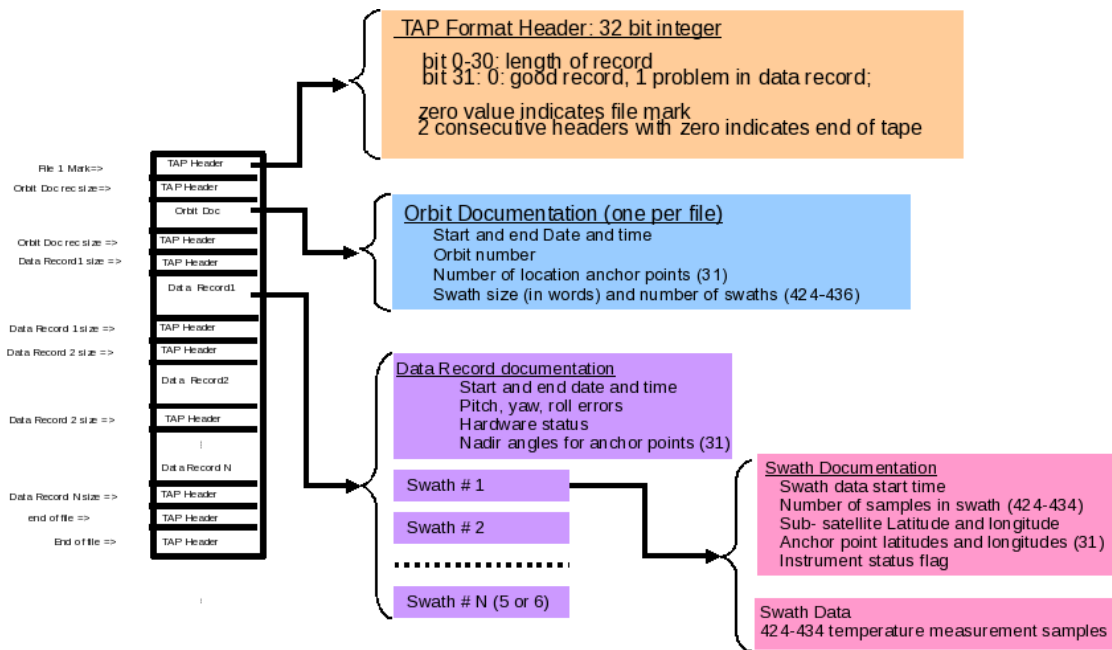 TAP Format Header: 32 bit integer
bit 0-30: length of record
bit 31: 0: good record, 1 problem in data record;
zero value indicates file mark
2 consecutive headers with zero indicates end of tape
File 1 Mark=>
TAP Header
Orbit Doc rec size=>
TAP Header
Orbit Doc
Orbit Doc rec size =>
TAP Header
Data Record1 size=>
TAP Header
Data Record1
Data Record 1 size =>
TAP Header
Data Record 2 size=>
TAP Header
Data Record2
Data Record 2 size =>
TAP Header
Data Record N
Data Record N size =>
TAP Header
end of file =>
TAP Header
End of file =>
TAP Header
Orbit Documentation (one per file)
Start and end Date and time
Orbit number
Number of location anchor points (31)
Swath size (in words) and number of swaths (424-436)
Data Record documentation
Start and end date and time
Pitch, yaw, roll errors
Hardware status
Nadir angles for anchor points (31)
Swath # 1
Swath # 2
Swath # N (5 or 6)
Swath Documentation
Swath data start time
Number of samples in swath (424-434)
Sub- satellite Latitude and longitude
Anchor point latitudes and longitudes (31)
Instrument status flag
Swath Data
424-434 temperature measurement samples